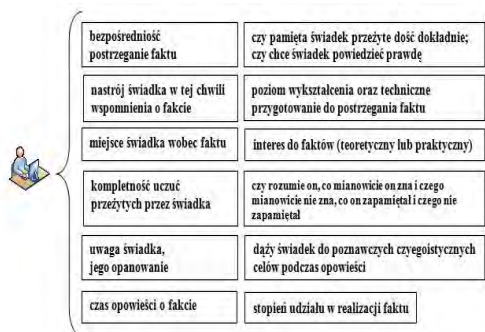 bezpośredniość
postrzeganie faktu
czy pamięta świadek przeżyte dość dokładnie;
czy chce świadek powiedzieć prawdę
nastrój świadka w tej chwili
wspomnienia o fakcie
poziom wykształcenia oraz techniczne
przygotowanie do postrzegania faktu
miejsce świadka wobec faktu
interes do faktów (teoretyczny lub praktyczny)
kompletność uczuć
przeżytych przez świadka
czy rozumie on, co mianowicie on zna i czego
mianowicie nie zna, co on zapamiętał i czego nie
zapamiętał
uwaga świadka,
jego opanowanie
dąży świadek do poznawczych czyegoistycznych
celów podczas opowieści
czas opowieści o fakcie
stopień udziału w realizacji faktu